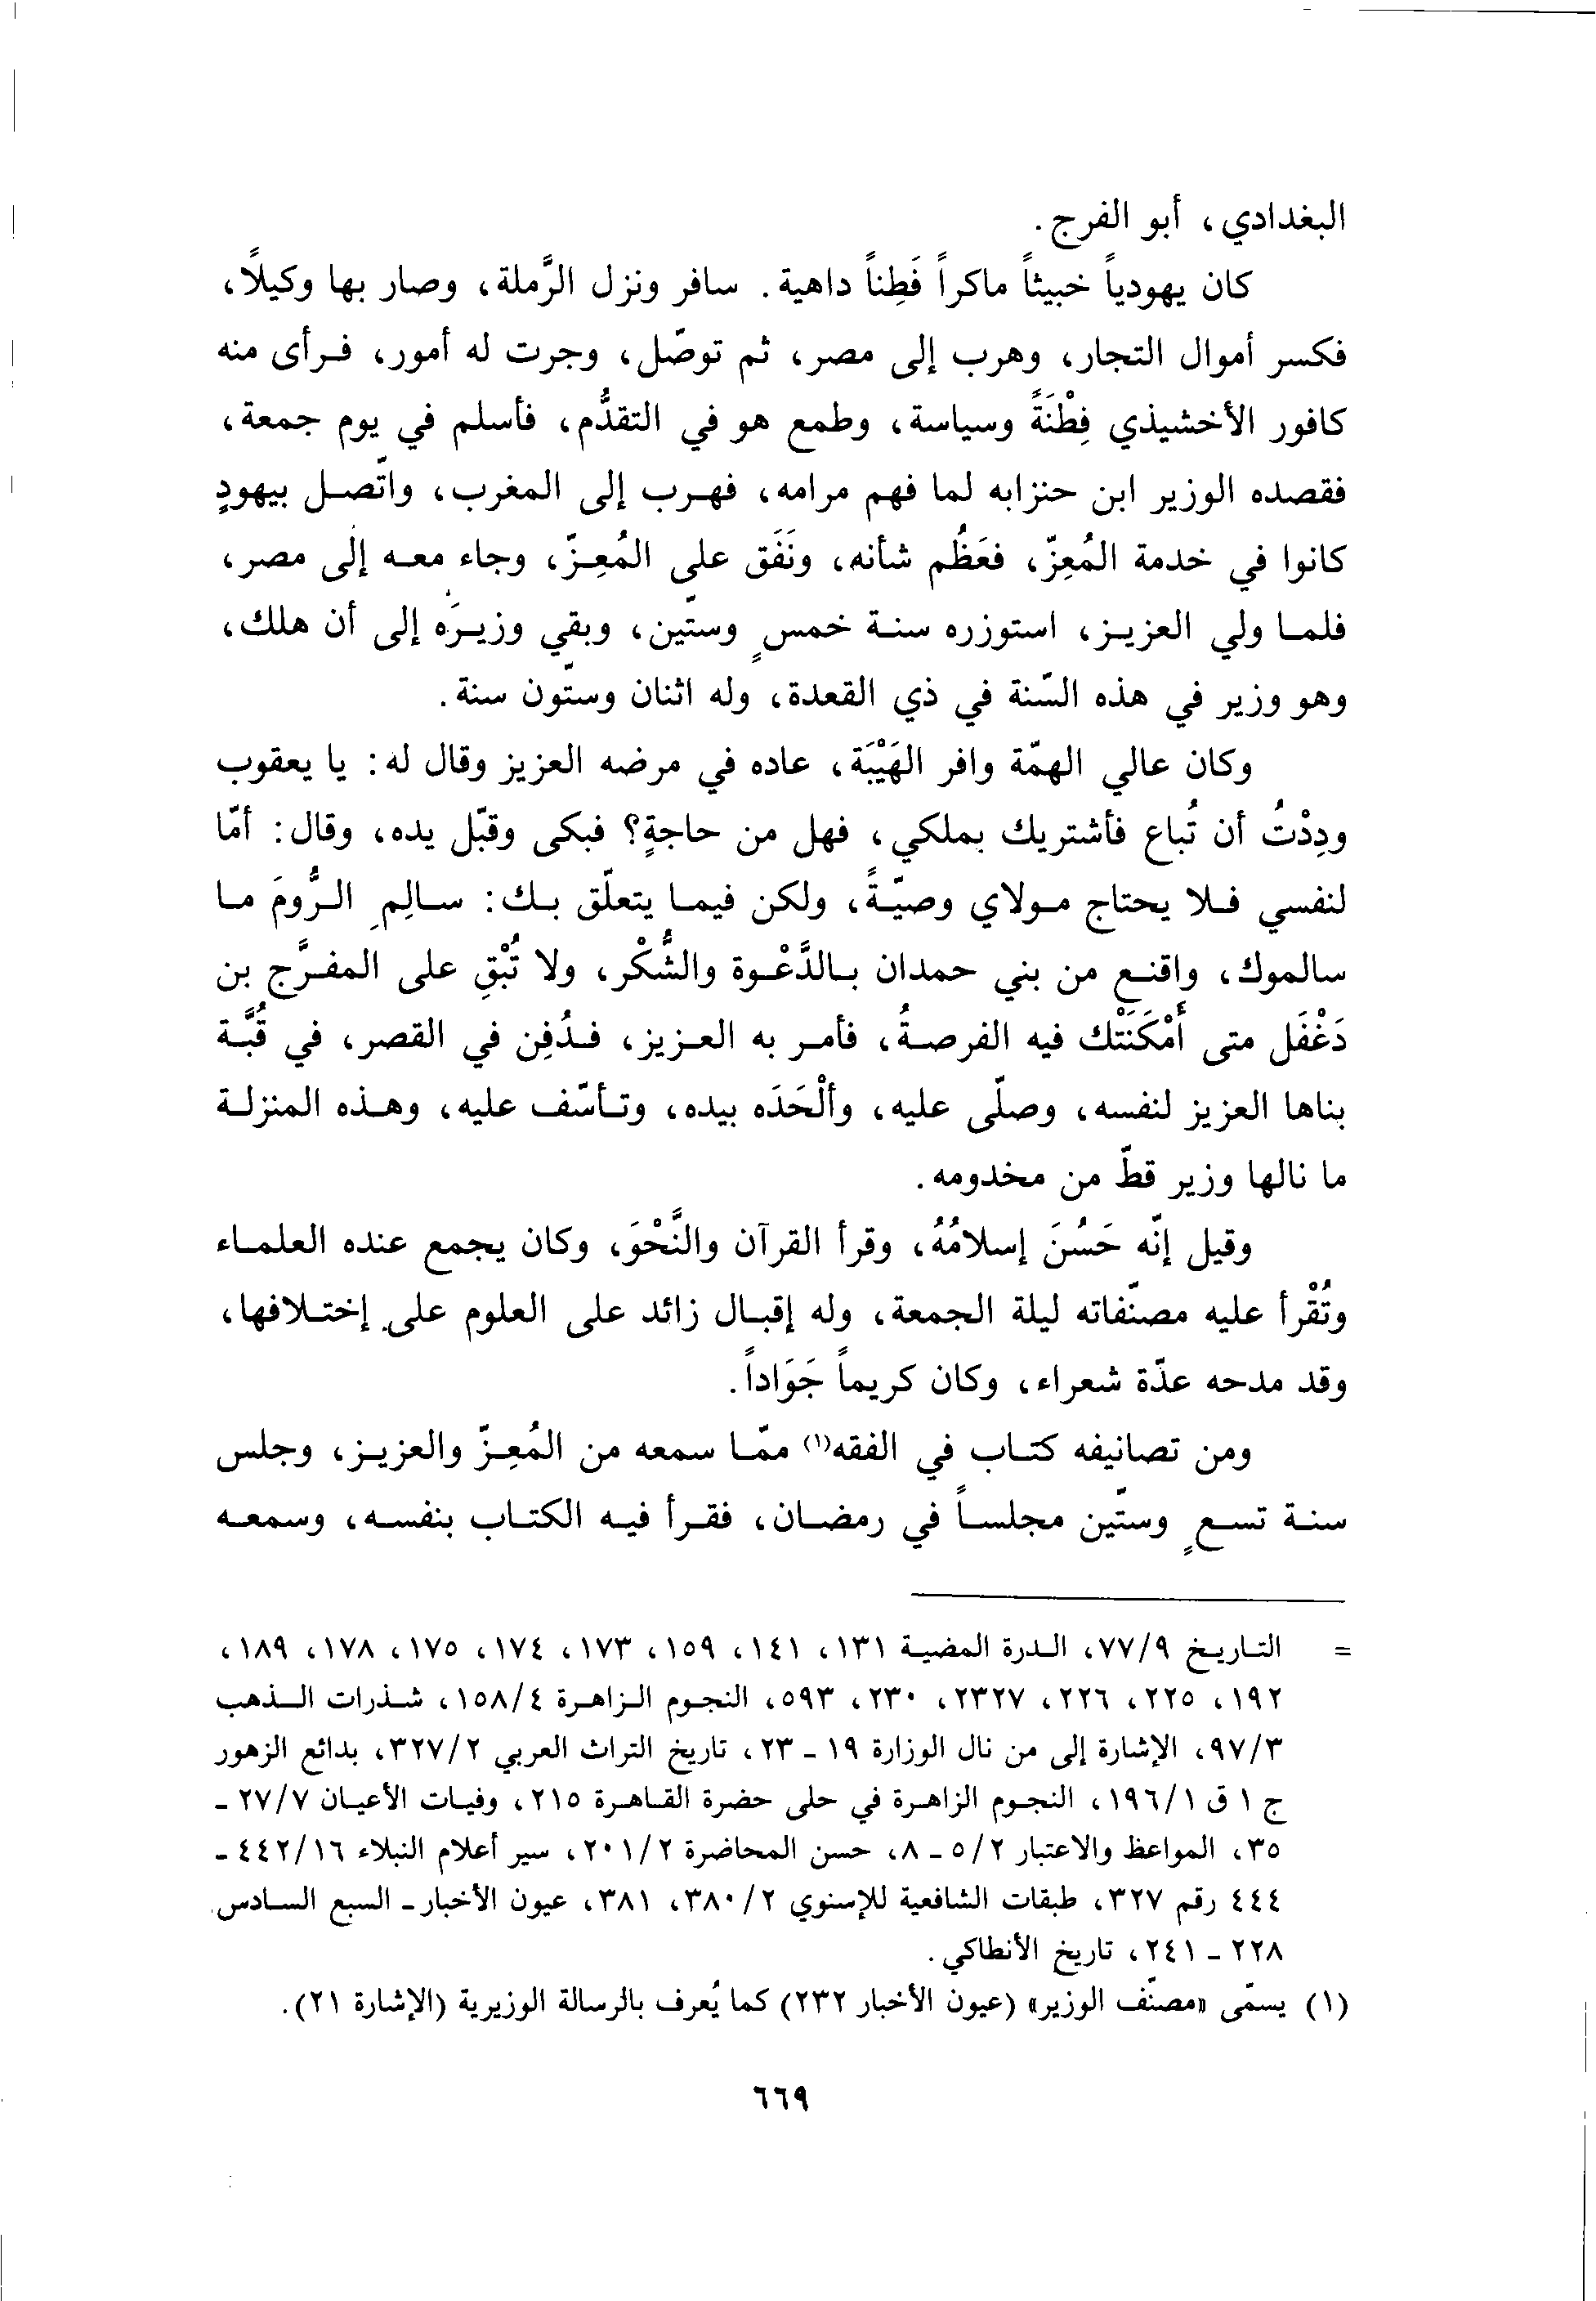 البغدادي، أبو الفرج.
كان يهودياً خبيثاً ماكراً فَطِناً داهية. سافر ونزل الرَّملة، وصار بها وكيلًا،
فكسر أموال التجار، وهرب إلى مصر، ثم توصّل، وجرت له أمور، فرأى منه
كافور الأخشيذي فِطْنَةً وسياسة، وطمع هو في التقدُّم، فأسلم في يوم جمعة،
فقصده الوزير ابن حنزابه لما فهم مرامه، فهرب إلى المغرب، واتّصل بيهودٍ
كانوا في خدمة المُعِزّ، فعَظُم شأنه، ونَفَق على المُعِزّ، وجاء معه إلى مصر،
فلما ولي العزيز، استوزره سنة خمسٍ وستّين، وبقي وزيرَه إلى أن هلك،
وهو وزير في هذه السّنة في ذي القعدة، وله اثنان وستّون سنة.
وكان عالي الهمّة وافر الهَيْبَة، عاده في مرضه العزيز وقال له: يا يعقوب
ودِدْتُ أن تُباع فأشتريك بملكي، فهل من حاجةٍ؟ فبكى وقبّل يده، وقال: أمّا
لنفسي فلا يحتاج مولاي وصيّةً، ولكن فيما يتعلّق بك: سالِمِ الرُّومَ ما
سالموك، واقنع من بني حمدان بالدَّعْوة والشُّكْر، ولا تُبْقِ على المفرَّج بن
دَغْفَل متى أَمْكَنَتْك فيه الفرصةُ، فأمر به العزيز، فدُفِن في القصر، في قُبَّة
بناها العزيز لنفسه، وصلّى عليه، وألْحَدَه بيده، وتأسّف عليه، وهذه المنزلة
ما نالها وزير قطّ من مخدومه.
وقيل إنّه حَسُنَ إسلامُهُ، وقرأ القرآن والنَّحْوَ، وكان يجمع عنده العلماء
وتُقْرأ عليه مصنّفاته ليلة الجمعة، وله إقبال زائد على العلوم على إختلافها،
وقد مدحه عدّة شعراء، وكان كريماً جَوَاداً.
ومن تصانيفه كتاب في الفقه(١) ممّا سمعه من المُعِزّ والعزيز، وجلس
سنة تسعٍ وستّين مجلساً في رمضان، فقرأ فيه الكتاب بنفسه، وسمعه
= التاريخ ٧٧/٩، الدرة المضية ١٣١، ١٤١، ١٥٩، ١٧٣، ١٧٤، ١٧٥، ١٧٨، ١٨٩،
١٩٢، ٢٢٥، ٢٢٦، ٢٣٢٧، ٢٣٠، ٥٩٣، النجوم الزاهرة ١٥٨/٤، شذرات الذهب
٩٧/٣، الإشارة إلى من نال الوزارة ١٩ - ٢٣، تاريخ التراث العربي ٣٢٧/٢، بدائع الزهور
ج ١ ق ١٩٦/١، النجوم الزاهرة في حلى حضرة القاهرة ٢١٥، وفيات الأعيان ٢٧/٧ -
٣٥، المواعظ والاعتبار ٥/٢ - ٨، حسن المحاضرة ٢٠١/٢، سير أعلام النبلاء ٤٤٢/١٦ -
٤٤٤ رقم ٣٢٧، طبقات الشافعية للإسنوي ٣٨٠/٢، ٣٨١، عيون الأخبار - السبع السادس
٢٢٨ - ٢٤١، تاريخ الأنطاكي.
(١) يسمّى «مصنّف الوزير» (عيون الأخبار ٢٣٢) كما يُعرف بالرسالة الوزيرية (الإشارة ٢١).
٦٦٩